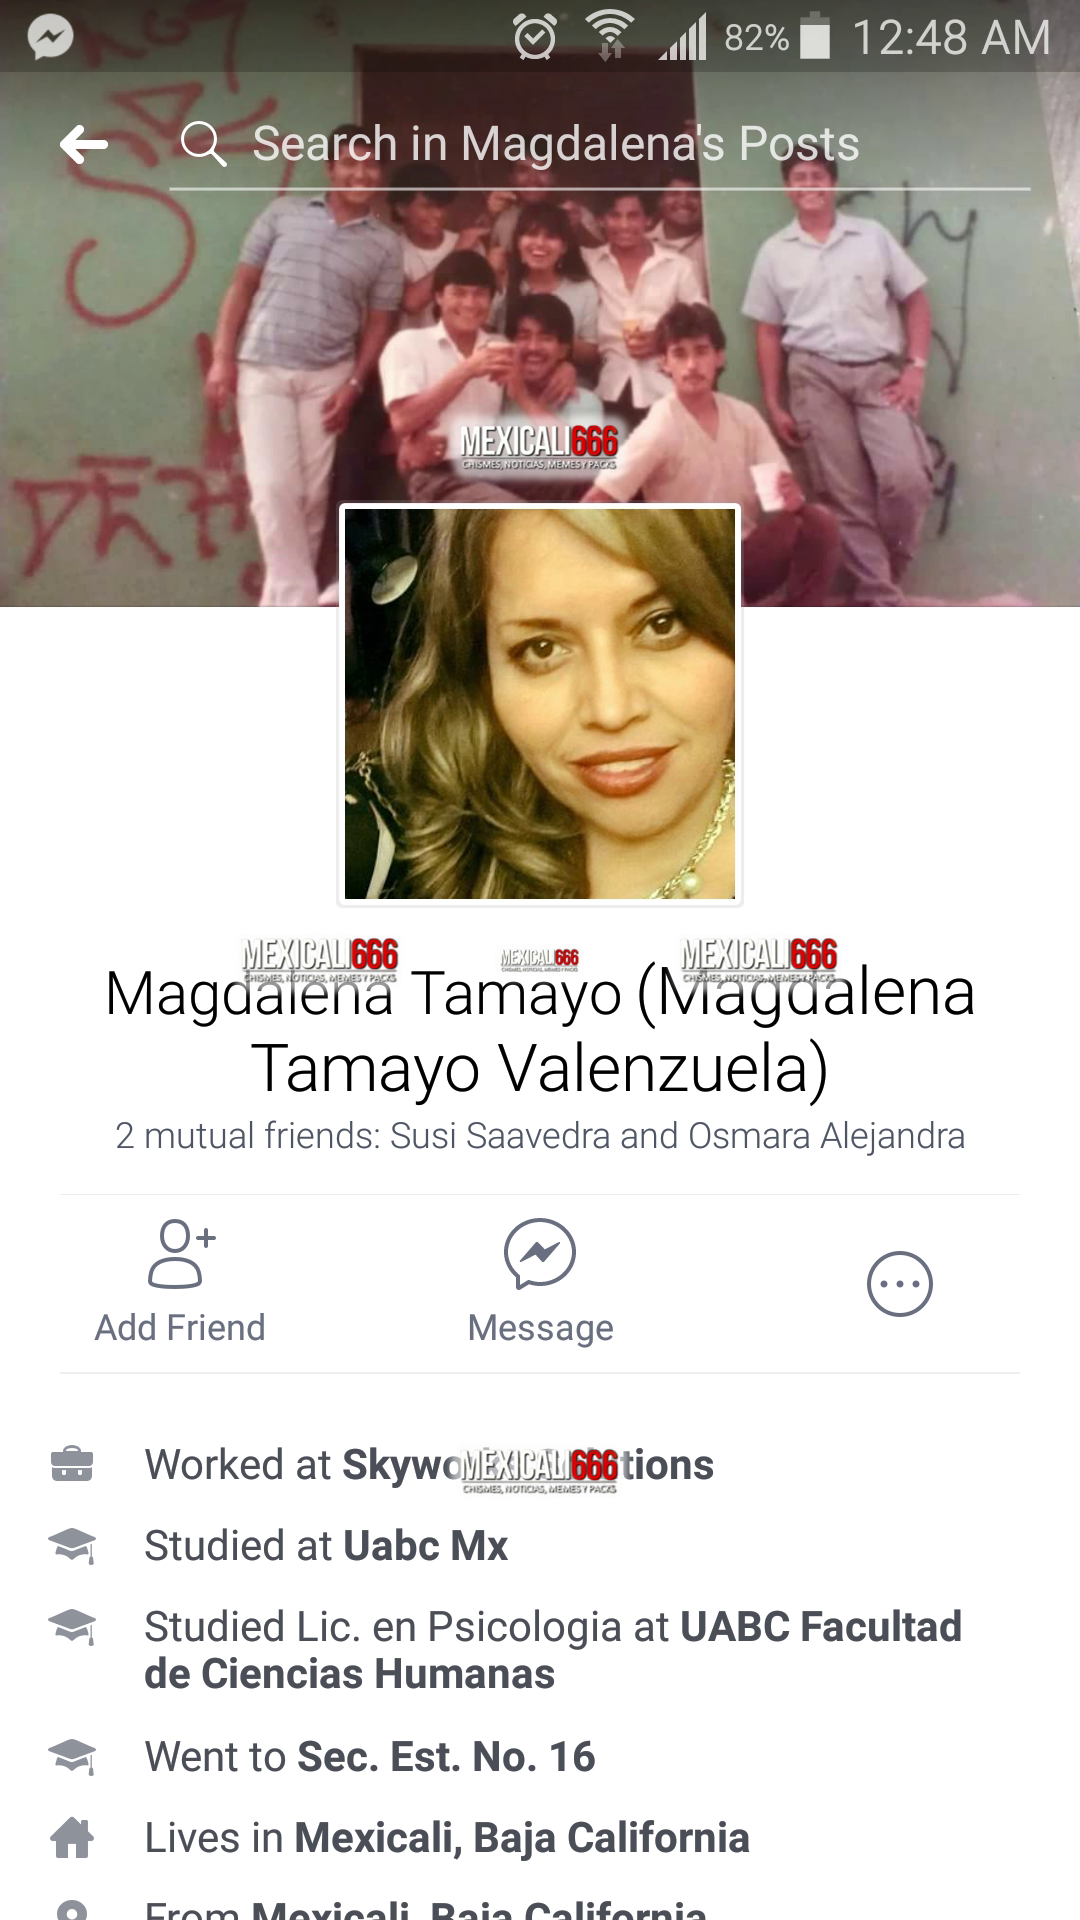 82% 12:48 AM
Search in Magdalena's Posts
MEXICALI666
CHISMES, NOTICIAS, MEMES Y PACKS
MEXICALI666 MEXICALI666 MEXICALI666
CHISMES, NOTICIAS, MEMES Y PACKS CHISMES, NOTICIAS, MEMES Y PACKS CHISMES, NOTICIAS, MEMES Y PACKS
Magdalena Tamayo (Magdalena
Tamayo Valenzuela)
2 mutual friends: Susi Saavedra and Osmara Alejandra
Add Friend
Message
Worked at
MEXICALI666
CHISMES, NOTICIAS, MEMES Y PACKS
Studied at Uabc Mx
Studied Lic. en Psicologia at UABC Facultad
de Ciencias Humanas
Went to Sec. Est. No. 16
Lives in Mexicali, Baja California
From Mexicali, Baja California